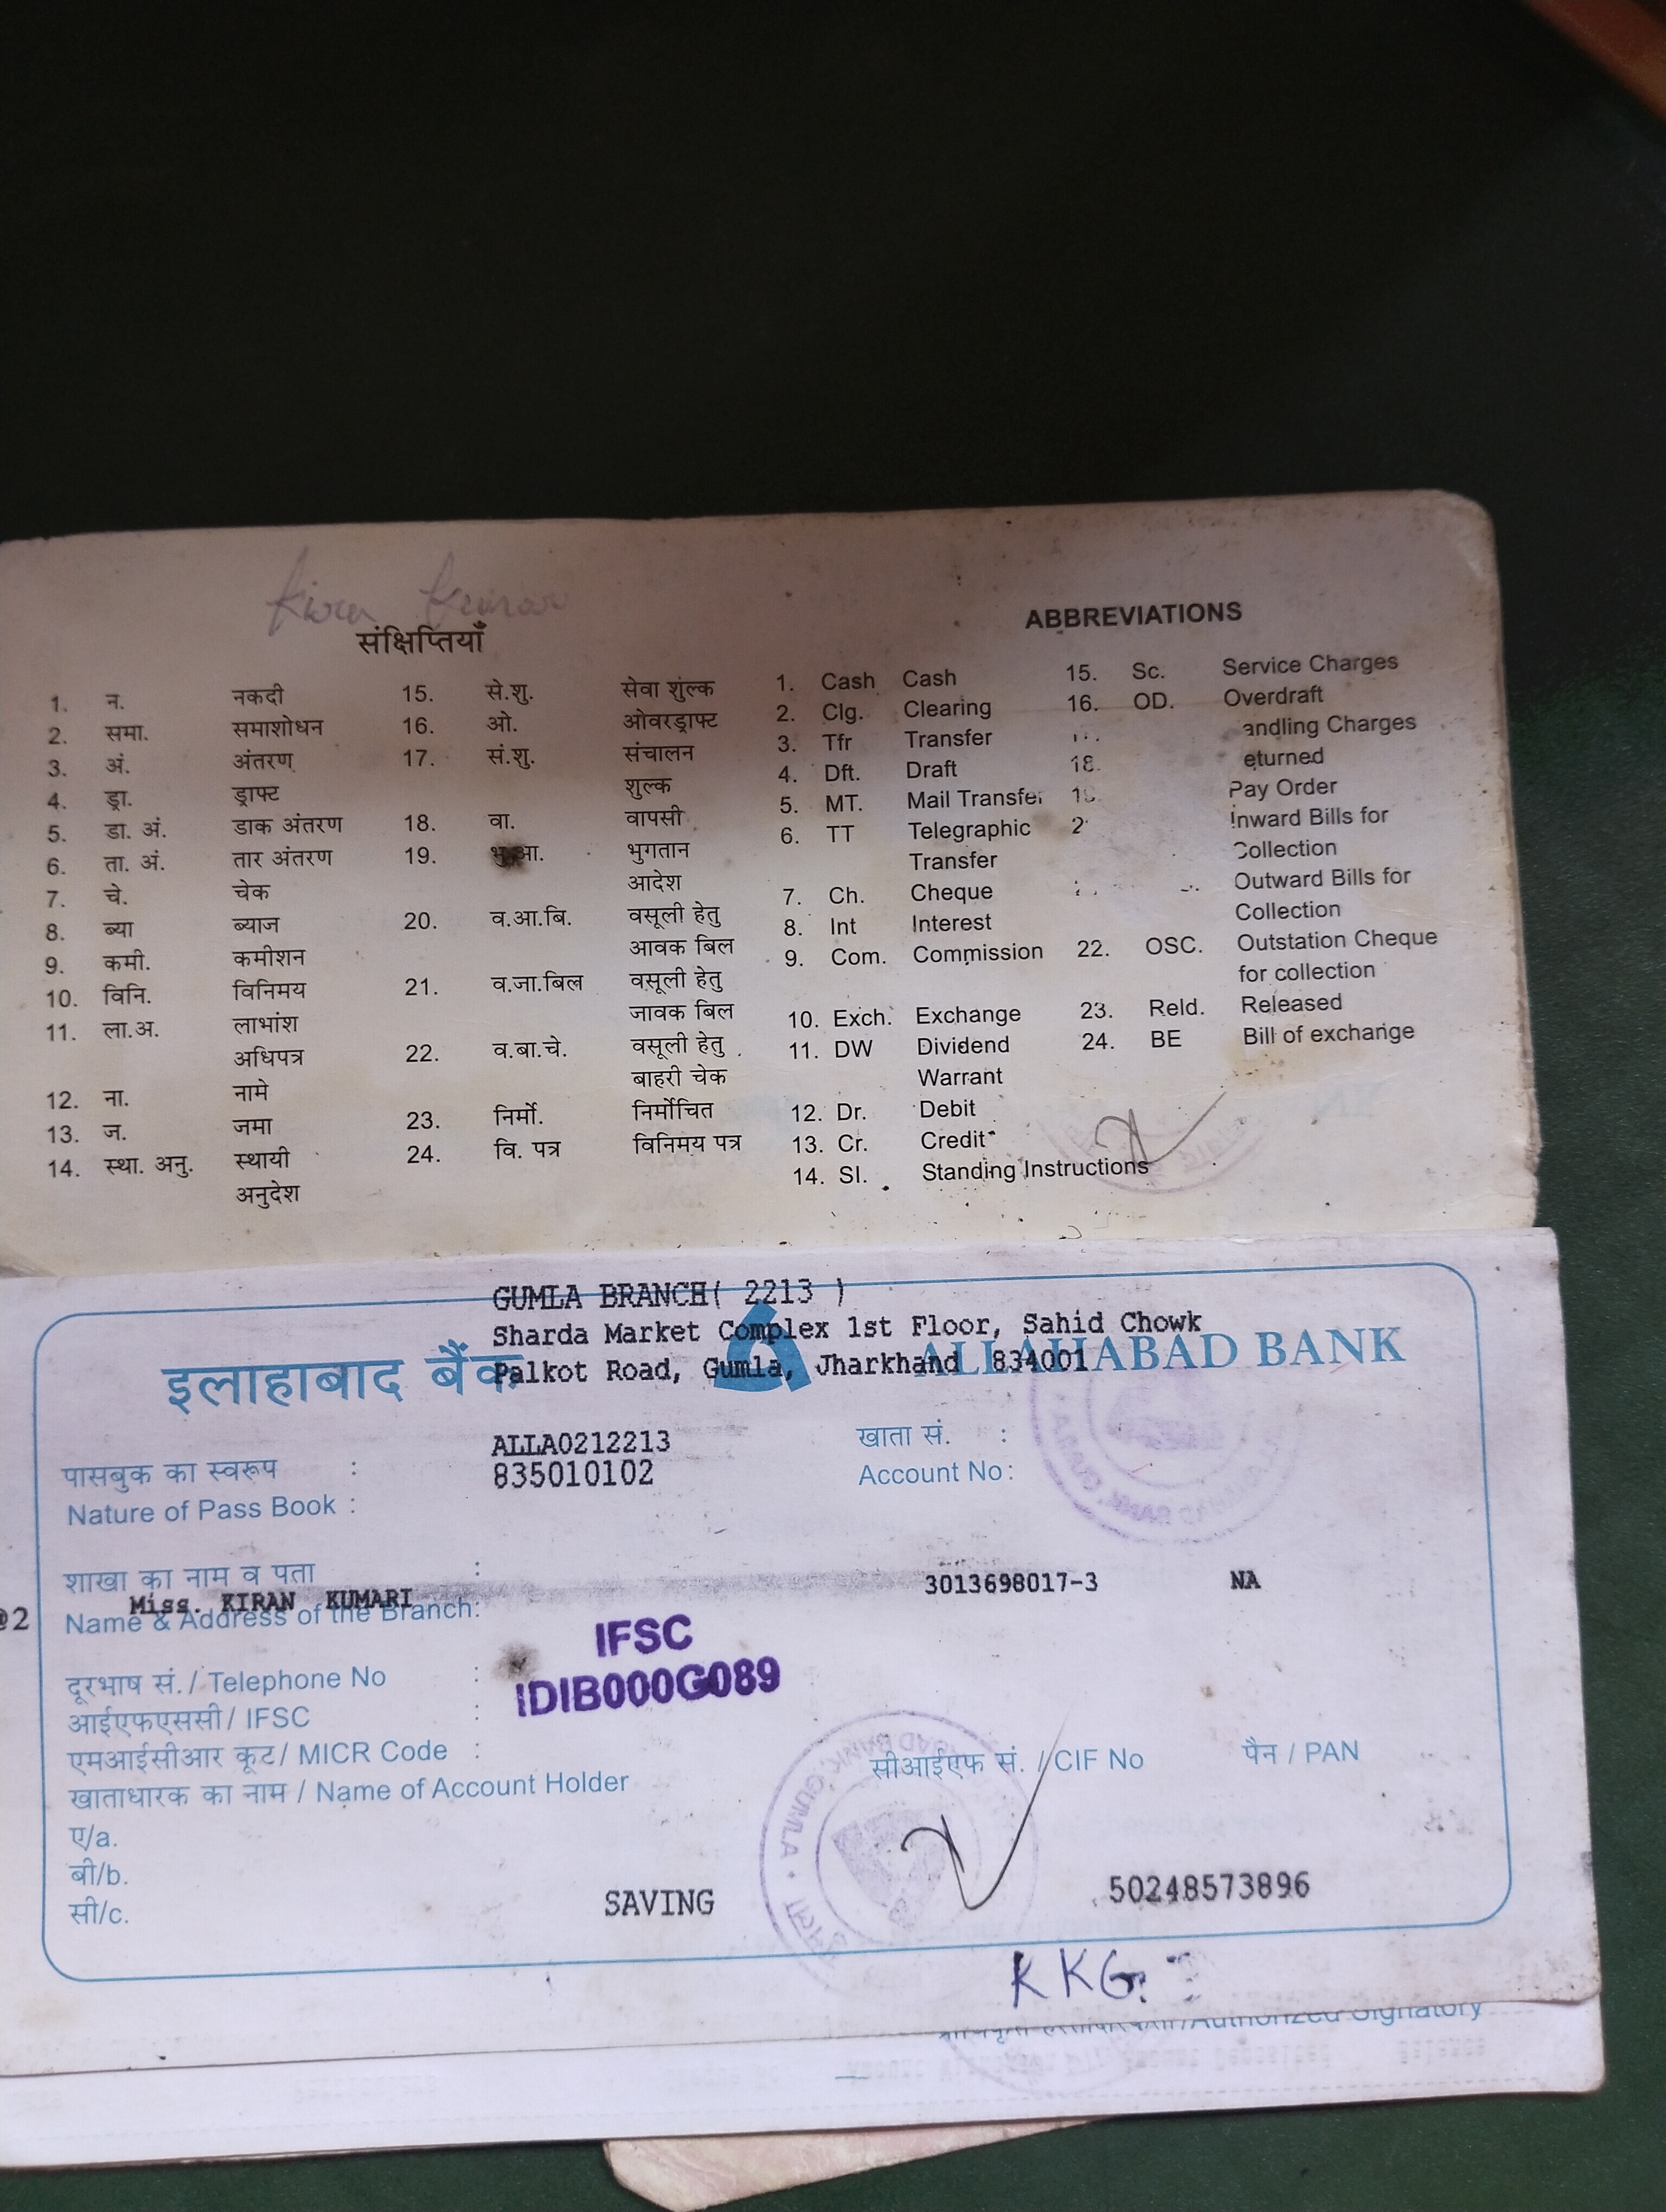 संक्षिप्तियाँ
1. न. नकदी 15. से.शु. सेवा शुल्क
2. समा. समाशोधन 16. ओ. ओवरड्राफ्ट
3. अं. अंतरण 17. सं.शु. संचालन
शुल्क
4. ड्रा. ड्राफ्ट
5. डा. अं. डाक अंतरण 18. वा. वापसी
6. ता. अं. तार अंतरण 19. भु.आ. भुगतान
आदेश
7. चे. चेक
8. ब्या ब्याज 20. व.आ.बि. वसूली हेतु
आवक बिल
9. कमी. कमीशन
10. विनि. विनिमय 21. व.जा.बिल वसूली हेतु
जावक बिल
11. ला.अ. लाभांश
अधिपत्र 22. व.बा.चे. वसूली हेतु
बाहरी चेक
12. ना. नामे
13. ज. जमा 23. निर्मो. निर्मोचित
14. स्था. अनु. स्थायी 24. वि. पत्र विनिमय पत्र
अनुदेश
ABBREVIATIONS
1. Cash Cash 15. Sc. Service Charges
2. Clg. Clearing 16. OD. Overdraft
3. Tfr Transfer Charges
4. Dft. Draft 18.
5. MT. Mail Transfer Pay Order
6. TT Telegraphic Inward Bills for
Transfer Collection
7. Ch. Cheque Outward Bills for
8. Int Interest Collection
9. Com. Commission 22. OSC. Outstation Cheque
for collection
10. Exch. Exchange 23. Reld. Released
11. DW Dividend 24. BE Bill of exchange
Warrant
12. Dr. Debit
13. Cr. Credit
14. SI. Standing Instructions
GUMLA BRANCH( 2213 )
Sharda Market Complex 1st Floor, Sahid Chowk
Palkot Road, Gumla, Jharkhand 834001
इलाहाबाद बैंक ALLAHABAD BANK
ALLA0212213 खाता सं. :
पासबुक का स्वरूप : 835010102 Account No :
Nature of Pass Book :
शाखा का नाम व पता :
Miss. KIRAN KUMARI 3013698017-3 NA
Name & Address of the Branch:
IFSC
IDIB000G089
दूरभाष सं. / Telephone No :
आईएफएससी / IFSC :
एमआईसीआर कूट / MICR Code : सीआईएफ सं. / CIF No पैन / PAN
खाताधारक का नाम / Name of Account Holder
ए/a.
बी/b.
सी/c.
SAVING 50248573896
KKG
Authorized Signatory